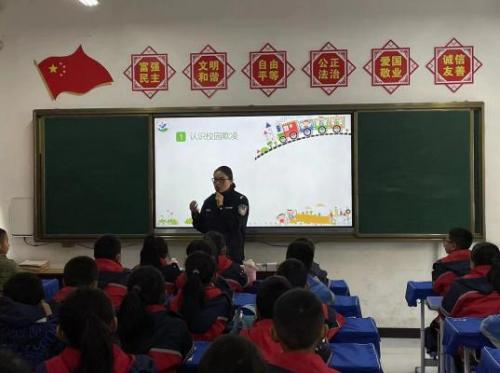 富强
民主
文明
和谐
自由
平等
公正
法治
爱国
敬业
诚信
友善
1 认识校园欺凌